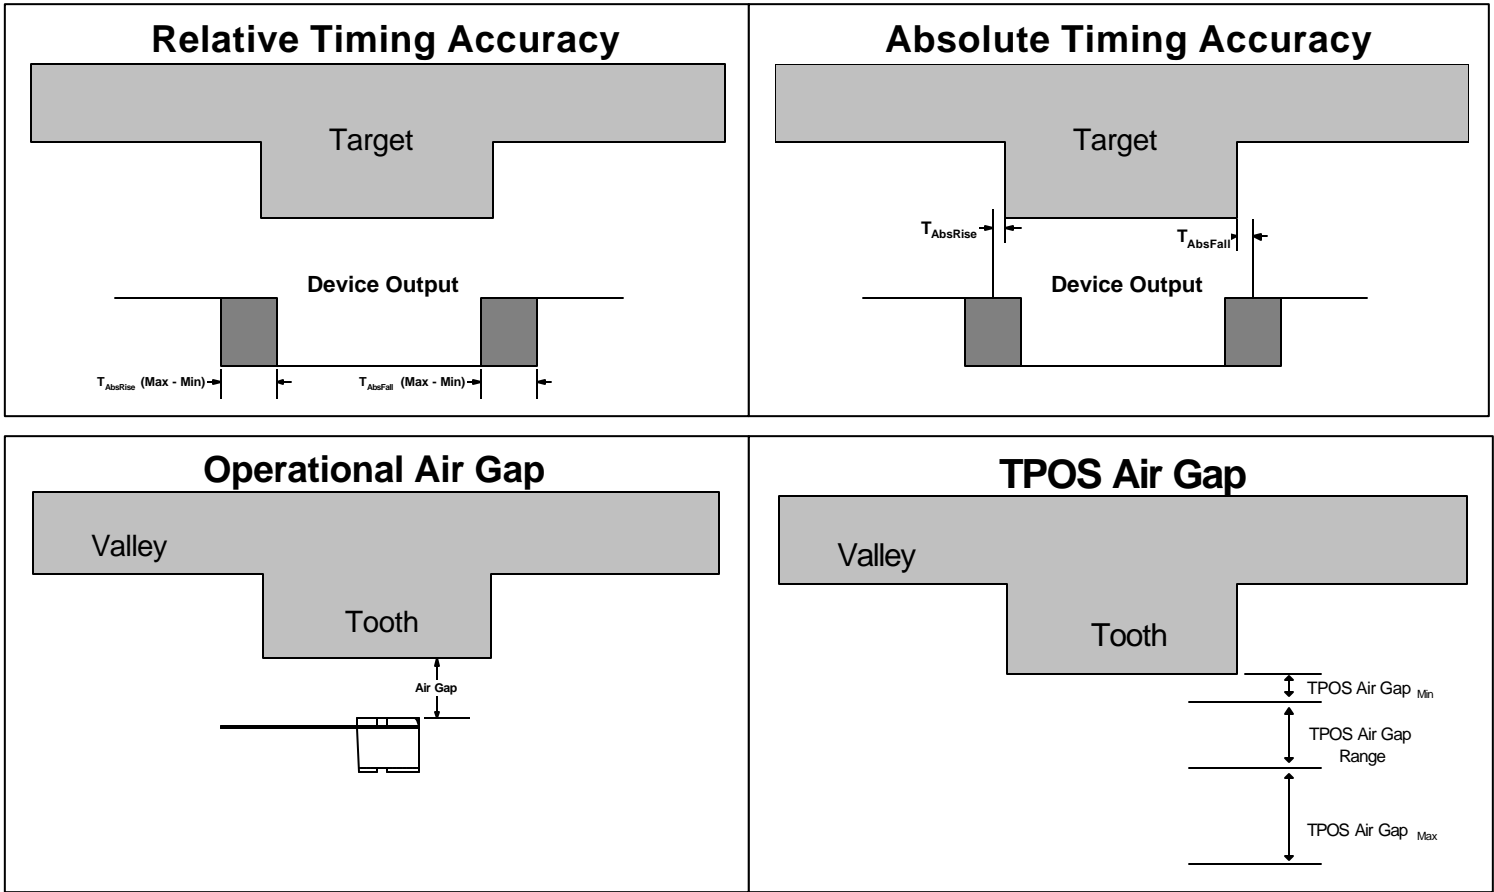 Relative Timing Accuracy
Target
Device Output
TAbsRise (Max - Min)
TAbsFall (Max - Min)
Absolute Timing Accuracy
Target
TAbsRise
TAbsFall
Device Output
Operational Air Gap
Valley
Tooth
Air Gap
TPOS Air Gap
Valley
Tooth
TPOS Air Gap Min
TPOS Air Gap
Range
TPOS Air Gap Max